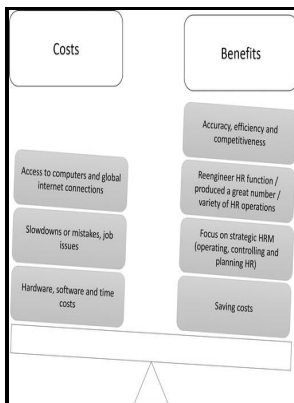 Costs
Benefits
Access to computers and global
internet connections
Slowdowns or mistakes, job
issues
Hardware, software and time
costs
Accuracy, efficiency and
competitiveness
Reengineer HR function /
produced a great number /
variety of HR operations
Focus on strategic HRM
(operating, controlling and
planning HR)
Saving costs